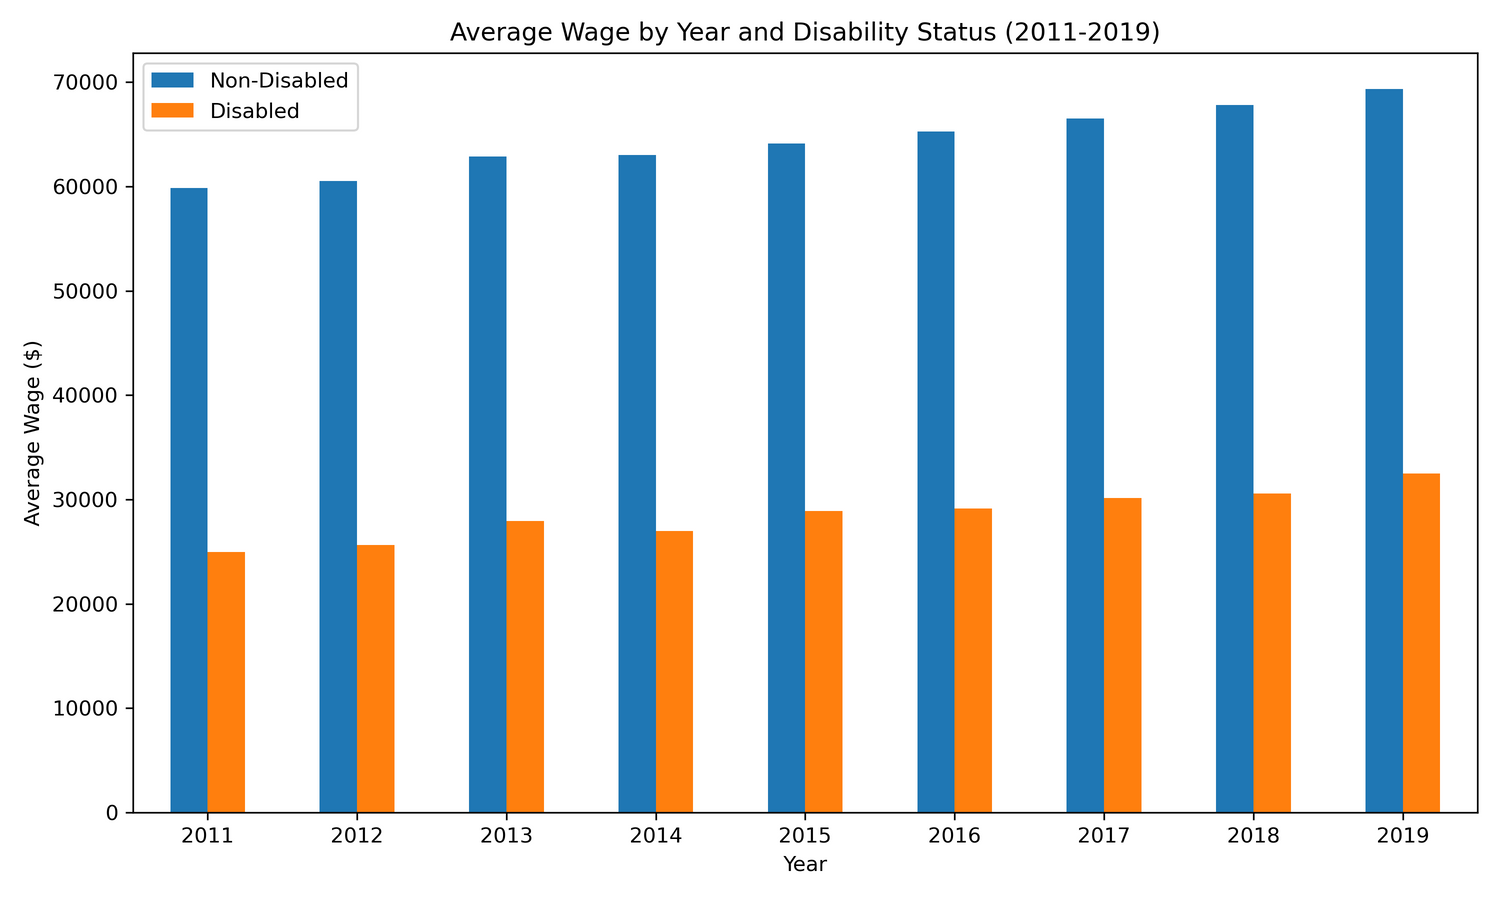 Average Wage by Year and Disability Status (2011-2019)
Non-Disabled
Disabled
Average Wage ($)
70000
60000
50000
40000
30000
20000
10000
0
2011 2012 2013 2014 2015 2016 2017 2018 2019
Year